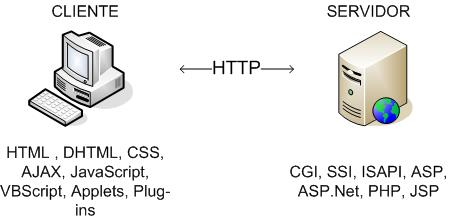 CLIENTE
SERVIDOR
HTTP
HTML , DHTML, CSS,
AJAX, JavaScript,
VBScript, Applets, Plug-
ins
CGI, SSI, ISAPI, ASP,
ASP.Net, PHP, JSP